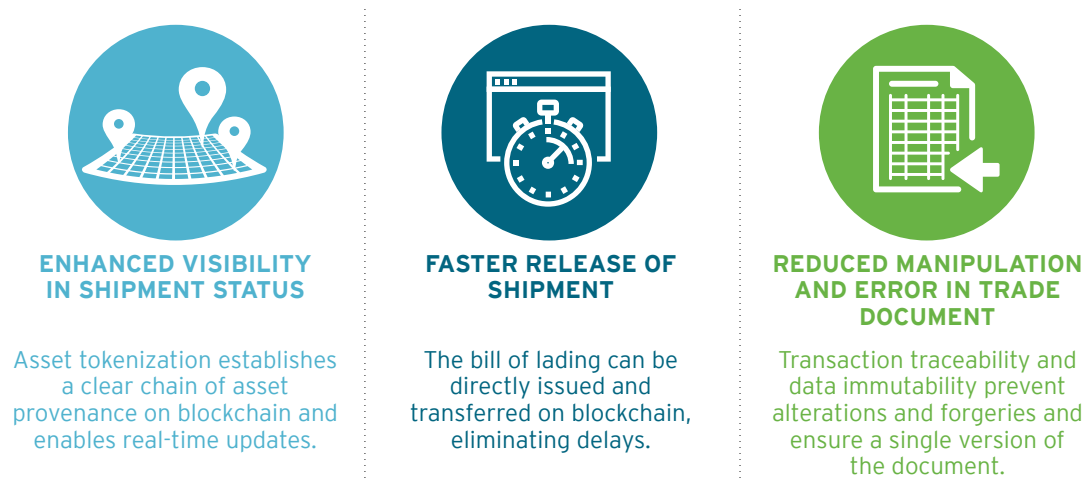 ENHANCED VISIBILITY
IN SHIPMENT STATUS
Asset tokenization establishes
a clear chain of asset
provenance on blockchain and
enables real-time updates.
FASTER RELEASE OF
SHIPMENT
The bill of lading can be
directly issued and
transferred on blockchain,
eliminating delays.
REDUCED MANIPULATION
AND ERROR IN TRADE
DOCUMENT
Transaction traceability and
data immutability prevent
alterations and forgeries and
ensure a single version of
the document.